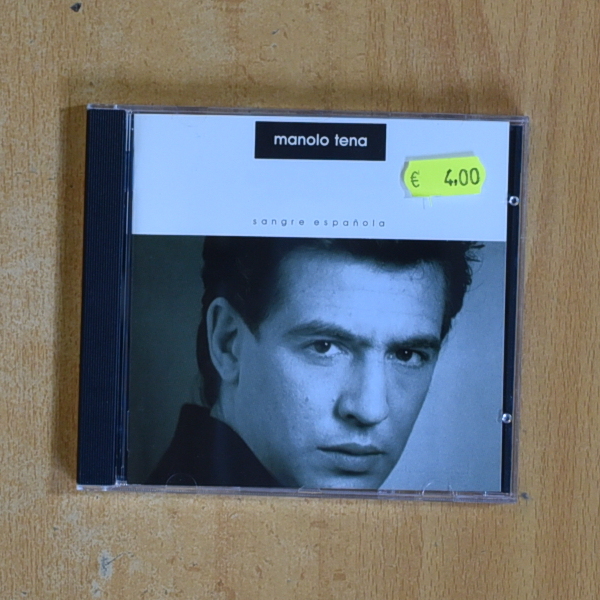 manolo tena
€ 4,00
sangre española